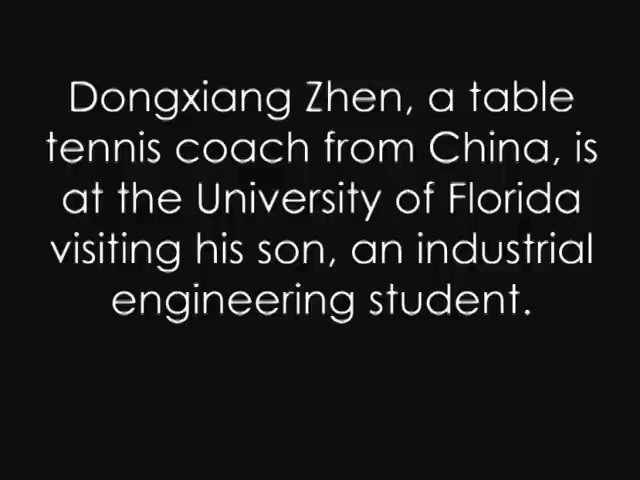 Dongxiang Zhen, a table
tennis coach from China, is
at the University of Florida
visiting his son, an industrial
engineering student.